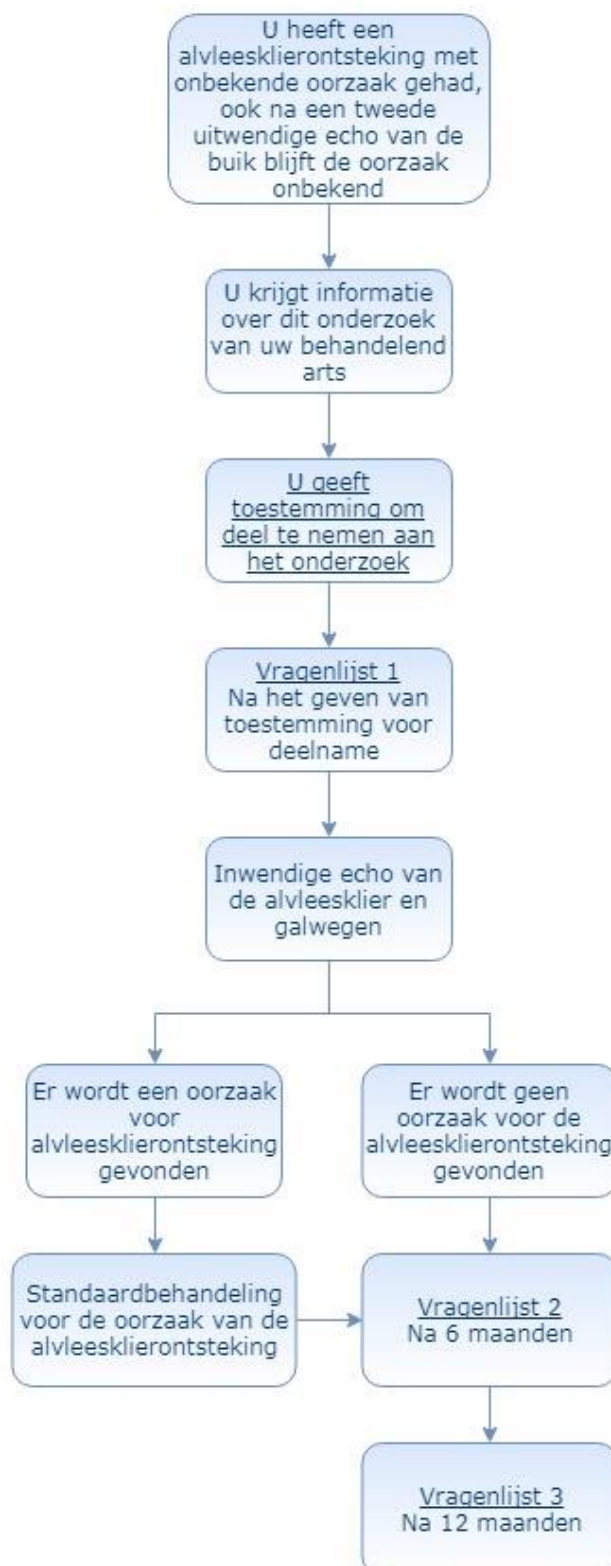 U heeft een
alvleesklierontsteking met
onbekende oorzaak gehad,
ook na een tweede
uitwendige echo van de
buik blijft de oorzaak
onbekend
U krijgt informatie
over dit onderzoek
van uw behandelend
arts
U geeft
toestemming om
deel te nemen aan
het onderzoek
Vragenlijst 1
Na het geven van
toestemming voor
deelname
Inwendige echo van
de alvleesklier en
galwegen
Er wordt een oorzaak
voor
alvleesklierontsteking
gevonden
Er wordt geen
oorzaak voor de
alvleesklierontsteking
gevonden
Standaardbehandeling
voor de oorzaak van de
alvleesklierontsteking
Vragenlijst 2
Na 6 maanden
Vragenlijst 3
Na 12 maanden